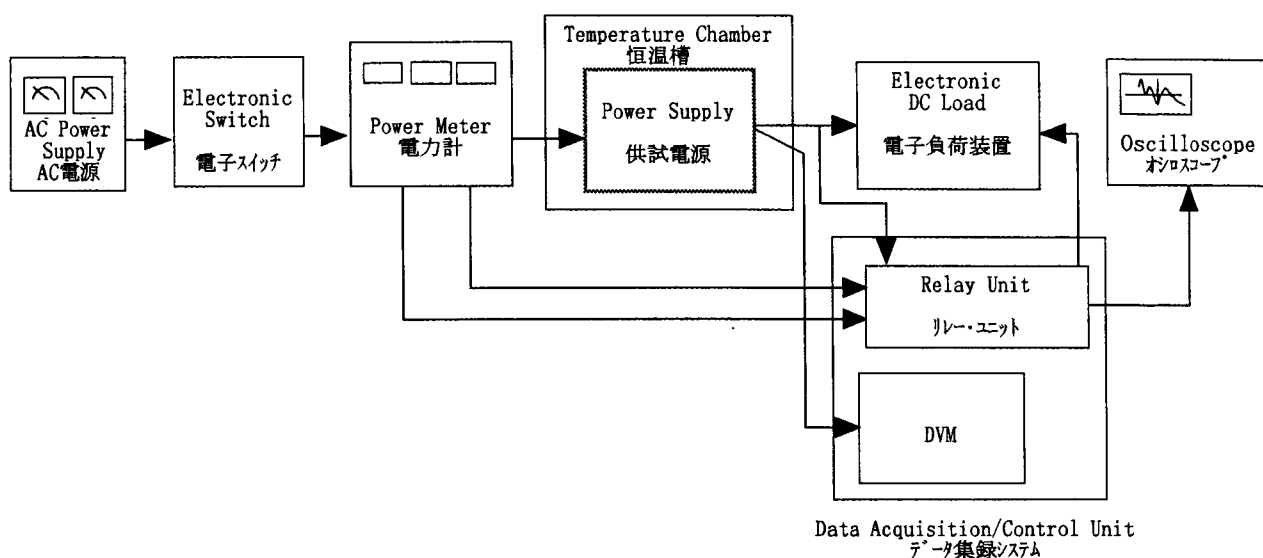 AC Power
Supply
AC電源
Electronic
Switch
電子スイッチ
Power Meter
電力計
Temperature Chamber
恒温槽
Power Supply
供試電源
Electronic
DC Load
電子負荷装置
Oscilloscope
オシロスコープ
Relay Unit
リレー・ユニット
DVM
Data Acquisition/Control Unit
データ集録システム